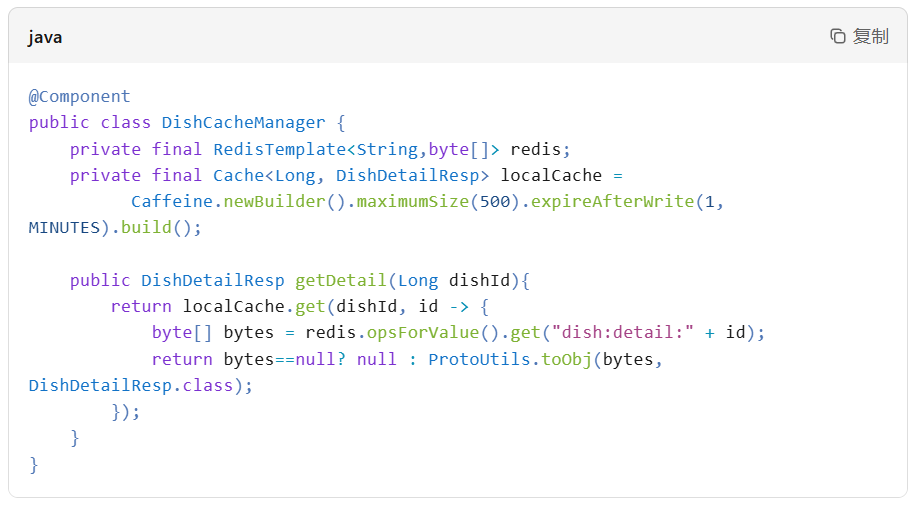 java
复制
@Component
public class DishCacheManager {
    private final RedisTemplate<String,byte[]> redis;
    private final Cache<Long, DishDetailResp> localCache =
          Caffeine.newBuilder().maximumSize(500).expireAfterWrite(1,
MINUTES).build();

    public DishDetailResp getDetail(Long dishId){
        return localCache.get(dishId, id -> {
            byte[] bytes = redis.opsForValue().get("dish:detail:" + id);
            return bytes==null? null : ProtoUtils.toObj(bytes,
DishDetailResp.class);
        });
    }
}